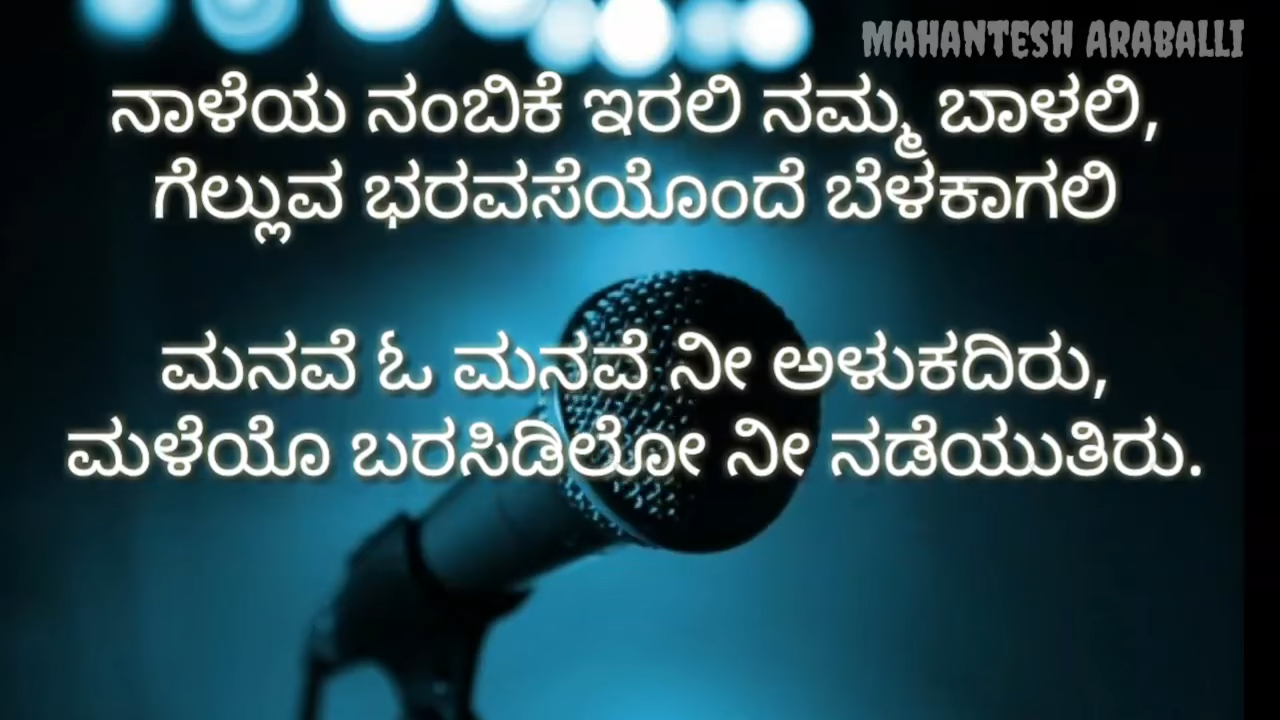 MAHANTESH ARABALLI
ನಾಳೆಯ ನಂಬಿಕೆ ಇರಲಿ ನಮ್ಮ ಬಾಳಲಿ,
ಗೆಲ್ಲುವ ಭರವಸೆಯೊಂದೆ ಬೆಳಕಾಗಲಿ
ಮನವೆ ಓ ಮನವೆ ನೀ ಅಳುಕದಿರು,
ಮಳೆಯೊ ಬರಸಿಡಿಲೋ ನೀ ನಡೆಯುತಿರು.